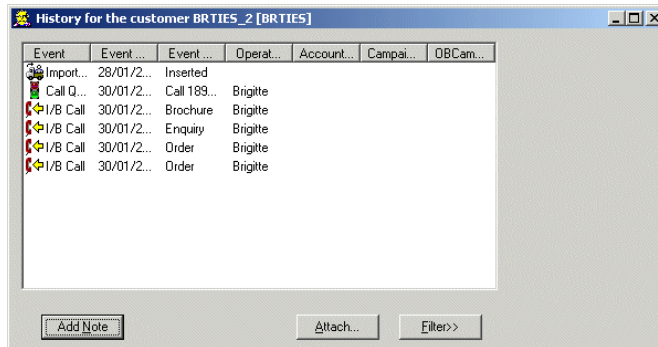 History for the customer BRTIES_2 [BRTIES]
Event Event ... Event ... Operat... Account... Campai... OBCam...
Import... 28/01/2... Inserted
Call Q... 30/01/2... Call 189... Brigitte
I/B Call 30/01/2... Brochure Brigitte
I/B Call 30/01/2... Enquiry Brigitte
I/B Call 30/01/2... Order Brigitte
I/B Call 30/01/2... Order Brigitte
Add Note Attach... Filter>>